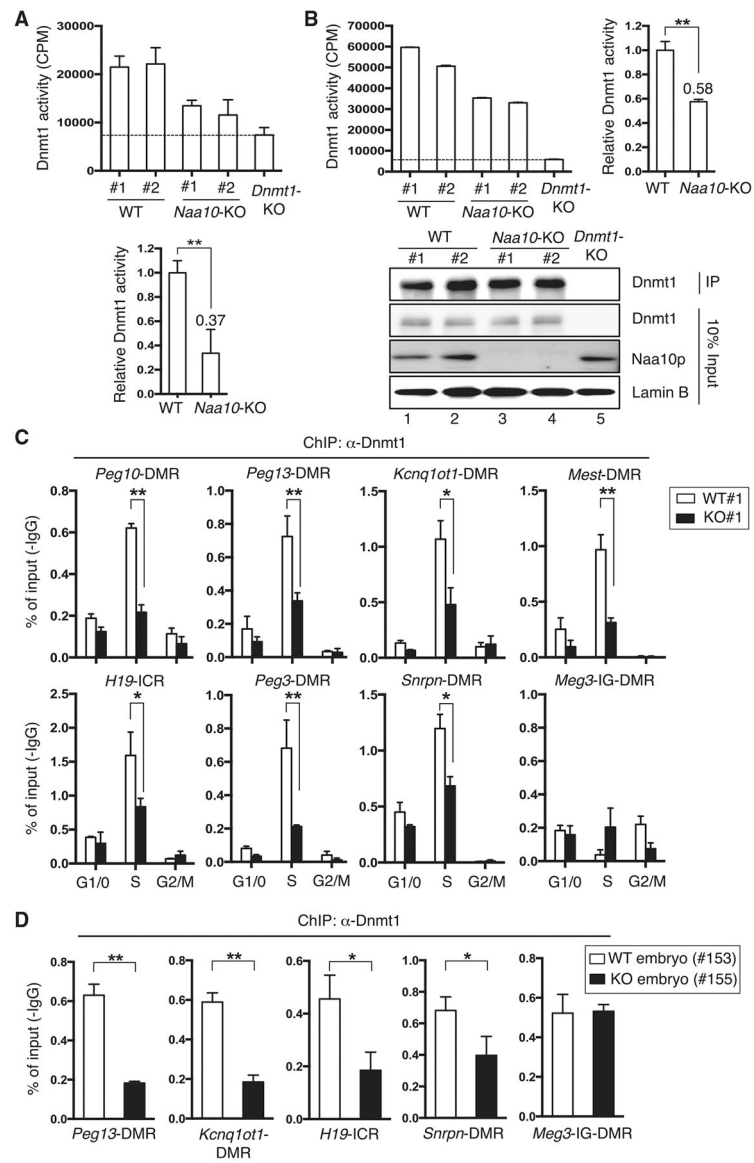 A
Dnmt1 activity (CPM)
30000
20000
10000
0
#1 #2 #1 #2 Dnmt1-
WT Naa10-KO KO
Relative Dnmt1 activity
1.2
1.0
0.8
0.6
0.4
0.2
0.0
**
0.37
WT Naa10-KO
B
Dnmt1 activity (CPM)
70000
60000
50000
40000
30000
20000
10000
0
#1 #2 #1 #2 Dnmt1-
WT Naa10-KO KO
Relative Dnmt1 activity
1.2
1.0
0.8
0.6
0.4
0.2
0.0
**
0.58
WT Naa10-KO
WT Naa10-KO Dnmt1-
#1 #2 #1 #2 KO
Dnmt1 IP
Dnmt1
Naa10p
Lamin B
10% Input
1 2 3 4 5
C
ChIP: α-Dnmt1
WT#1
KO#1
% of input (-IgG)
Peg10-DMR
0.8
0.6
0.4
0.2
0.0
**
Peg13-DMR
1.0
0.8
0.6
0.4
0.2
0.0
**
Kcnq1ot1-DMR
1.5
1.0
0.5
0.0
*
Mest-DMR
1.5
1.0
0.5
0.0
**
% of input (-IgG)
H19-ICR
2.5
2.0
1.5
1.0
0.5
0.0
*
G1/0 S G2/M
Peg3-DMR
1.0
0.8
0.6
0.4
0.2
0.0
**
G1/0 S G2/M
Snrpn-DMR
1.5
1.0
0.5
0.0
*
G1/0 S G2/M
Meg3-IG-DMR
1.0
0.8
0.6
0.4
0.2
0.0
G1/0 S G2/M
D
ChIP: α-Dnmt1
WT embryo (#153)
KO embryo (#155)
% of input (-IgG)
0.8
0.6
0.4
0.2
0.0
**
Peg13-DMR
0.8
0.6
0.4
0.2
0.0
**
Kcnq1ot1-
DMR
0.6
0.4
0.2
0.0
*
H19-ICR
1.0
0.8
0.6
0.4
0.2
0.0
*
Snrpn-DMR
0.8
0.6
0.4
0.2
0.0
Meg3-IG-DMR